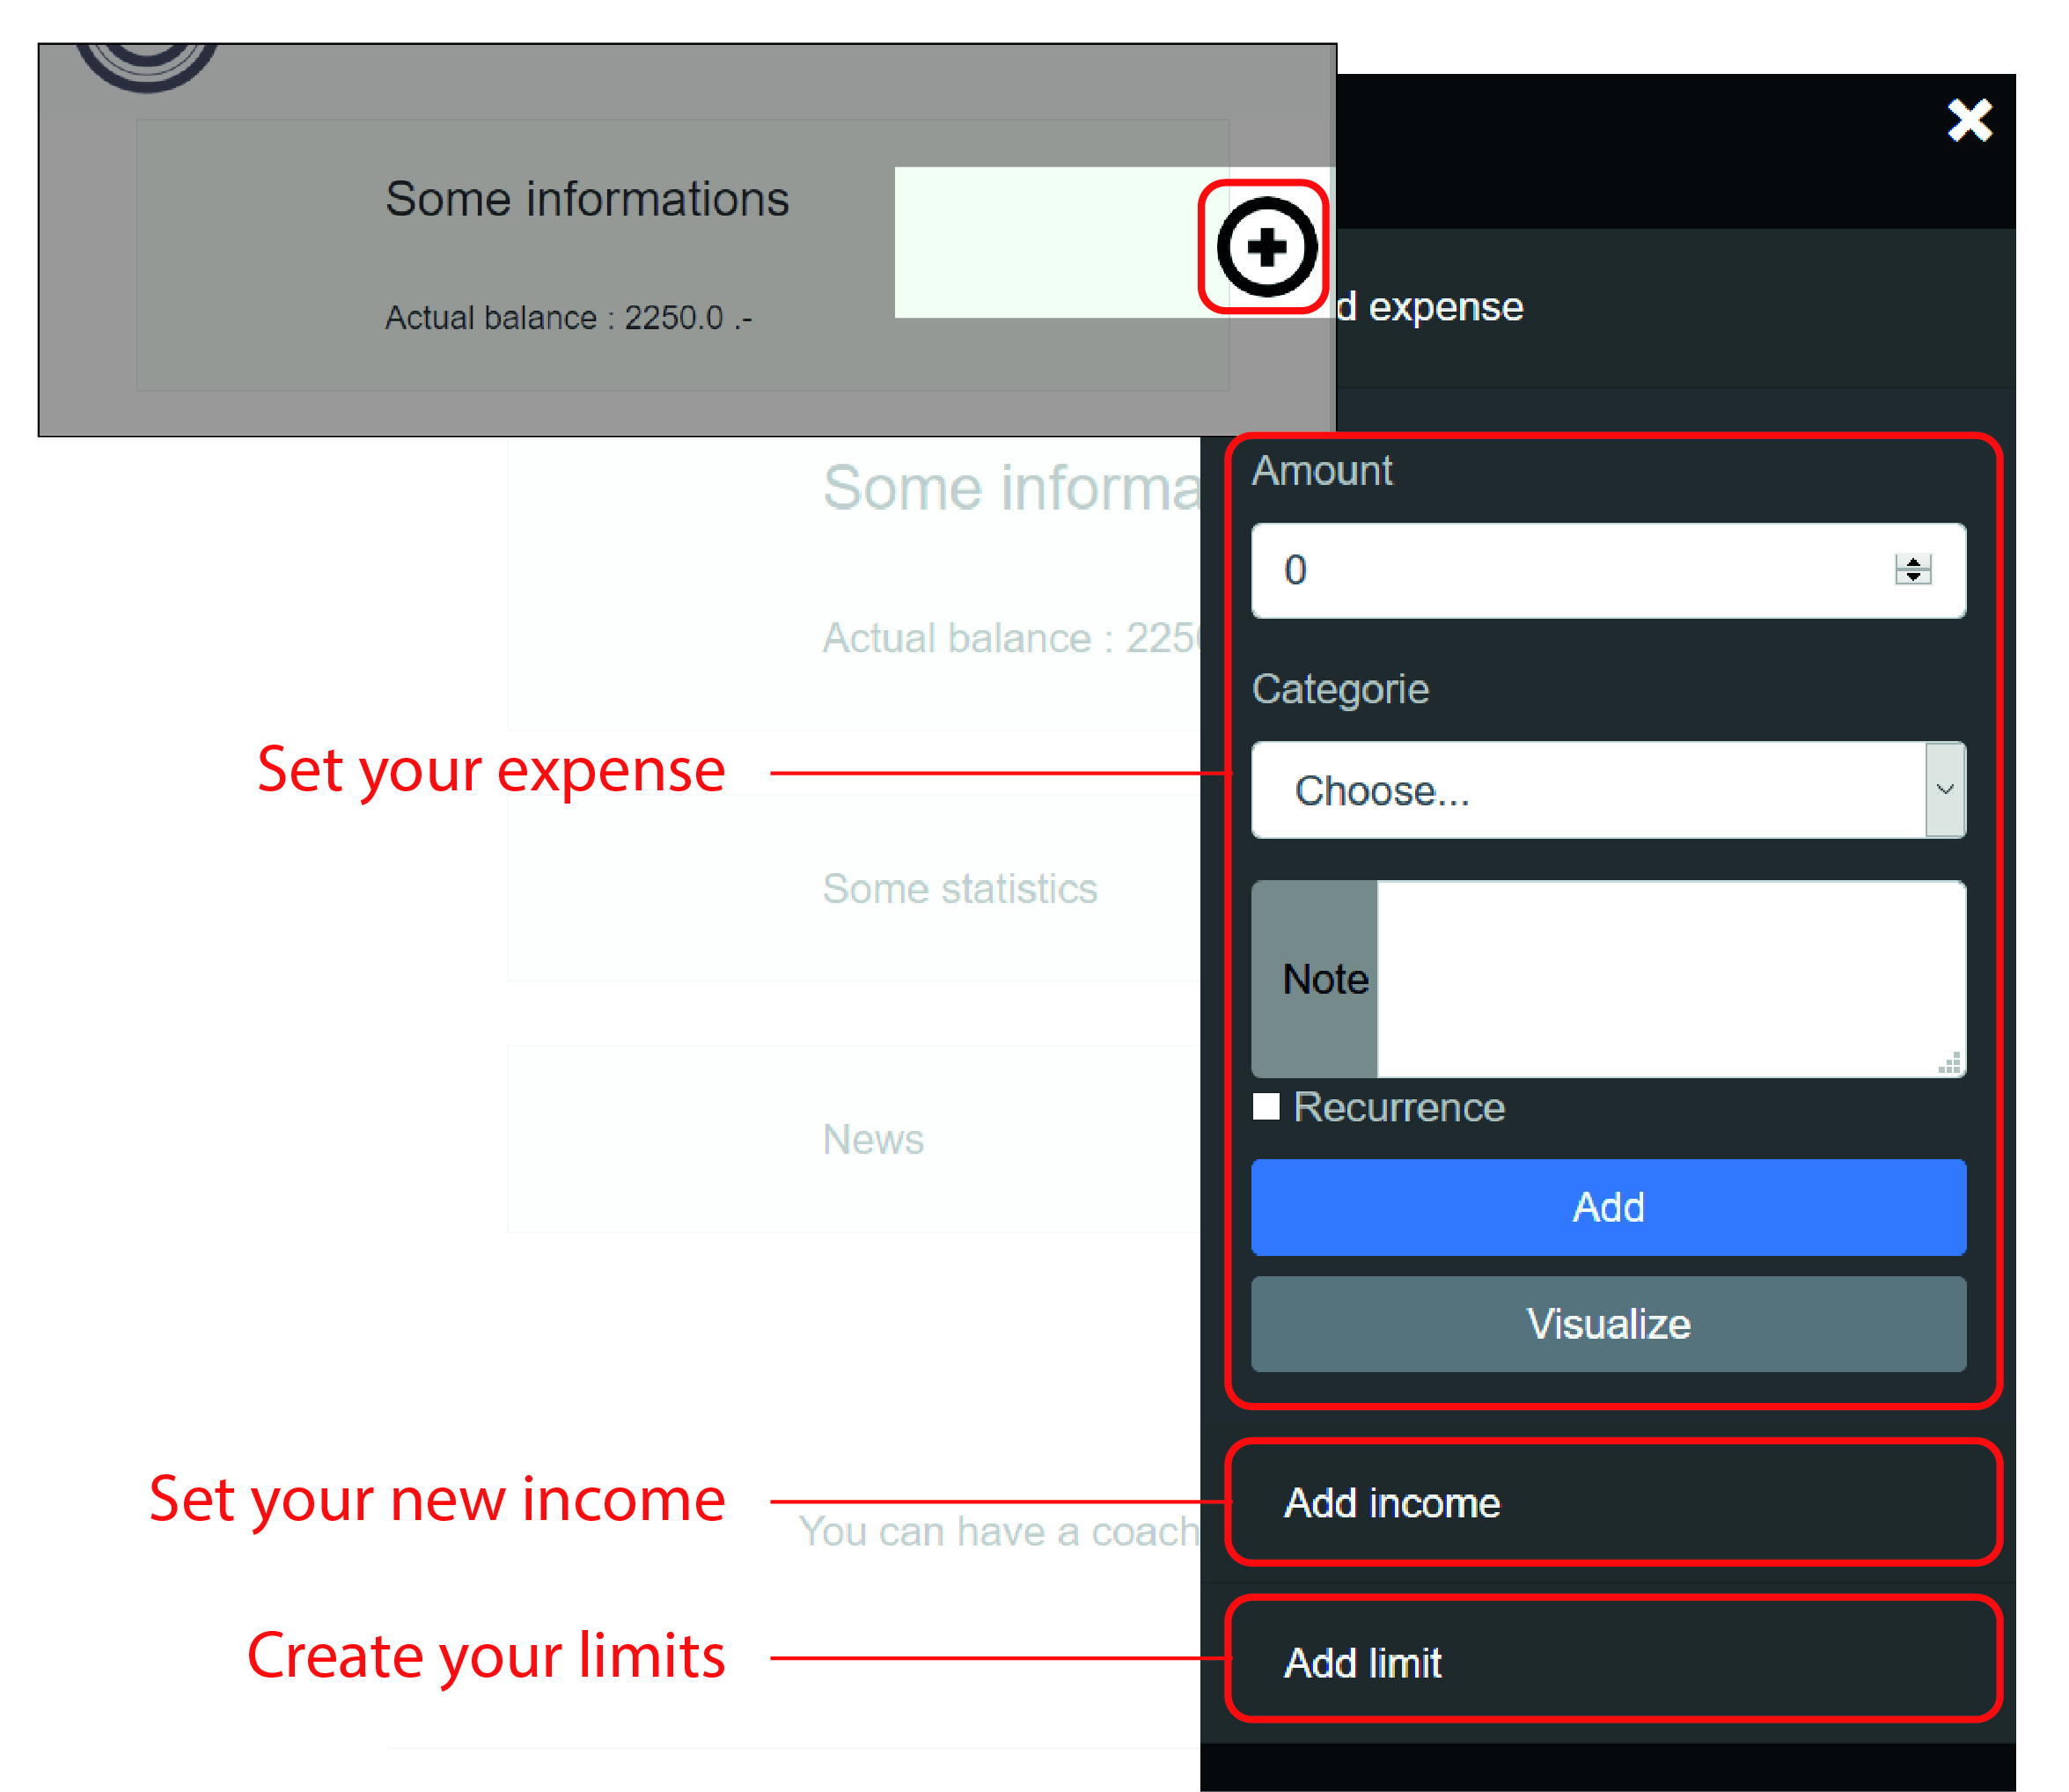 Some informations
Actual balance : 2250.0 .-
d expense
Some informa
Amount
0
Actual balance : 225
Categorie
Set your expense
Choose...
Some statistics
Note
Recurrence
News
Add
Visualize
Set your new income
Add income
You can have a coach
Create your limits
Add limit